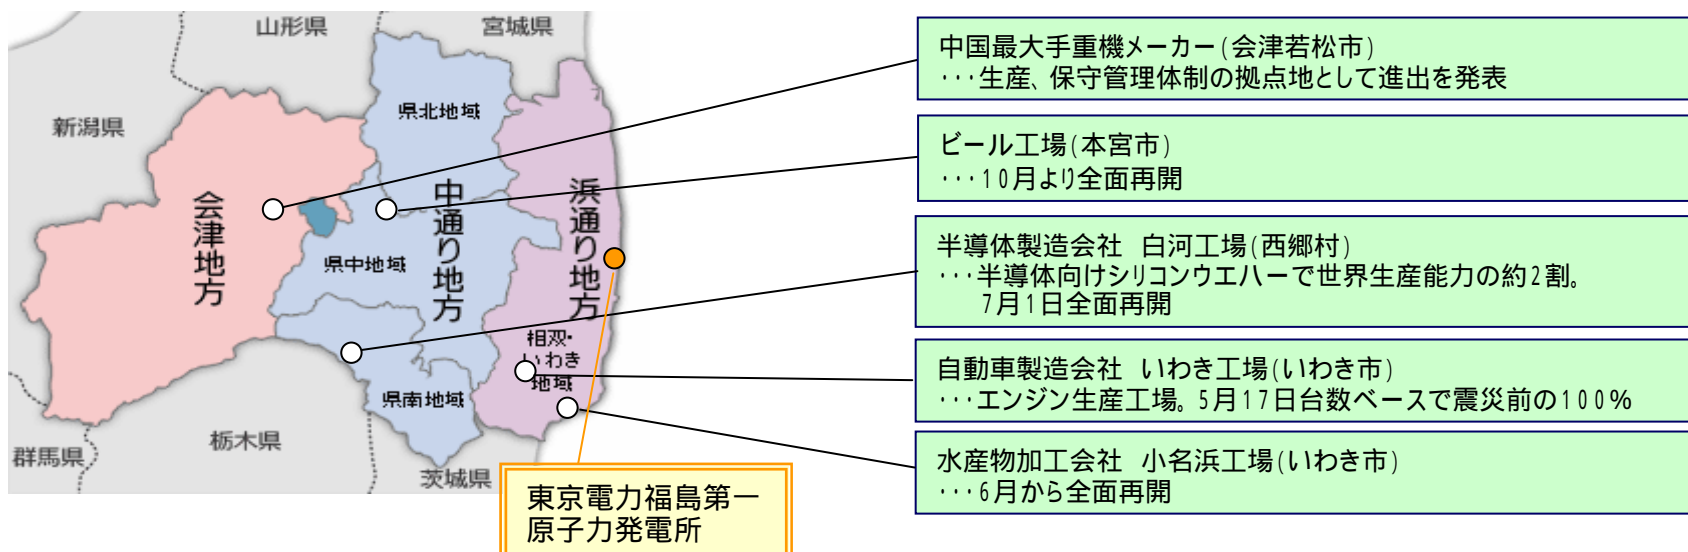 山形県
宮城県
新潟県
県北地域
会津地方
中通り地方
浜通り地方
県中地域
相双・
いわき
地域
県南地域
栃木県
群馬県
茨城県
東京電力福島第一
原子力発電所
中国最大手重機メーカー(会津若松市)
・・・生産、保守管理体制の拠点地として進出を発表
ビール工場(本宮市)
・・・10月より全面再開
半導体製造会社　白河工場(西郷村)
・・・半導体向けシリコンウエハーで世界生産能力の約2割。
7月1日全面再開
自動車製造会社　いわき工場(いわき市)
・・・エンジン生産工場。5月17日台数ベースで震災前の100%
水産物加工会社　小名浜工場(いわき市)
・・・6月から全面再開